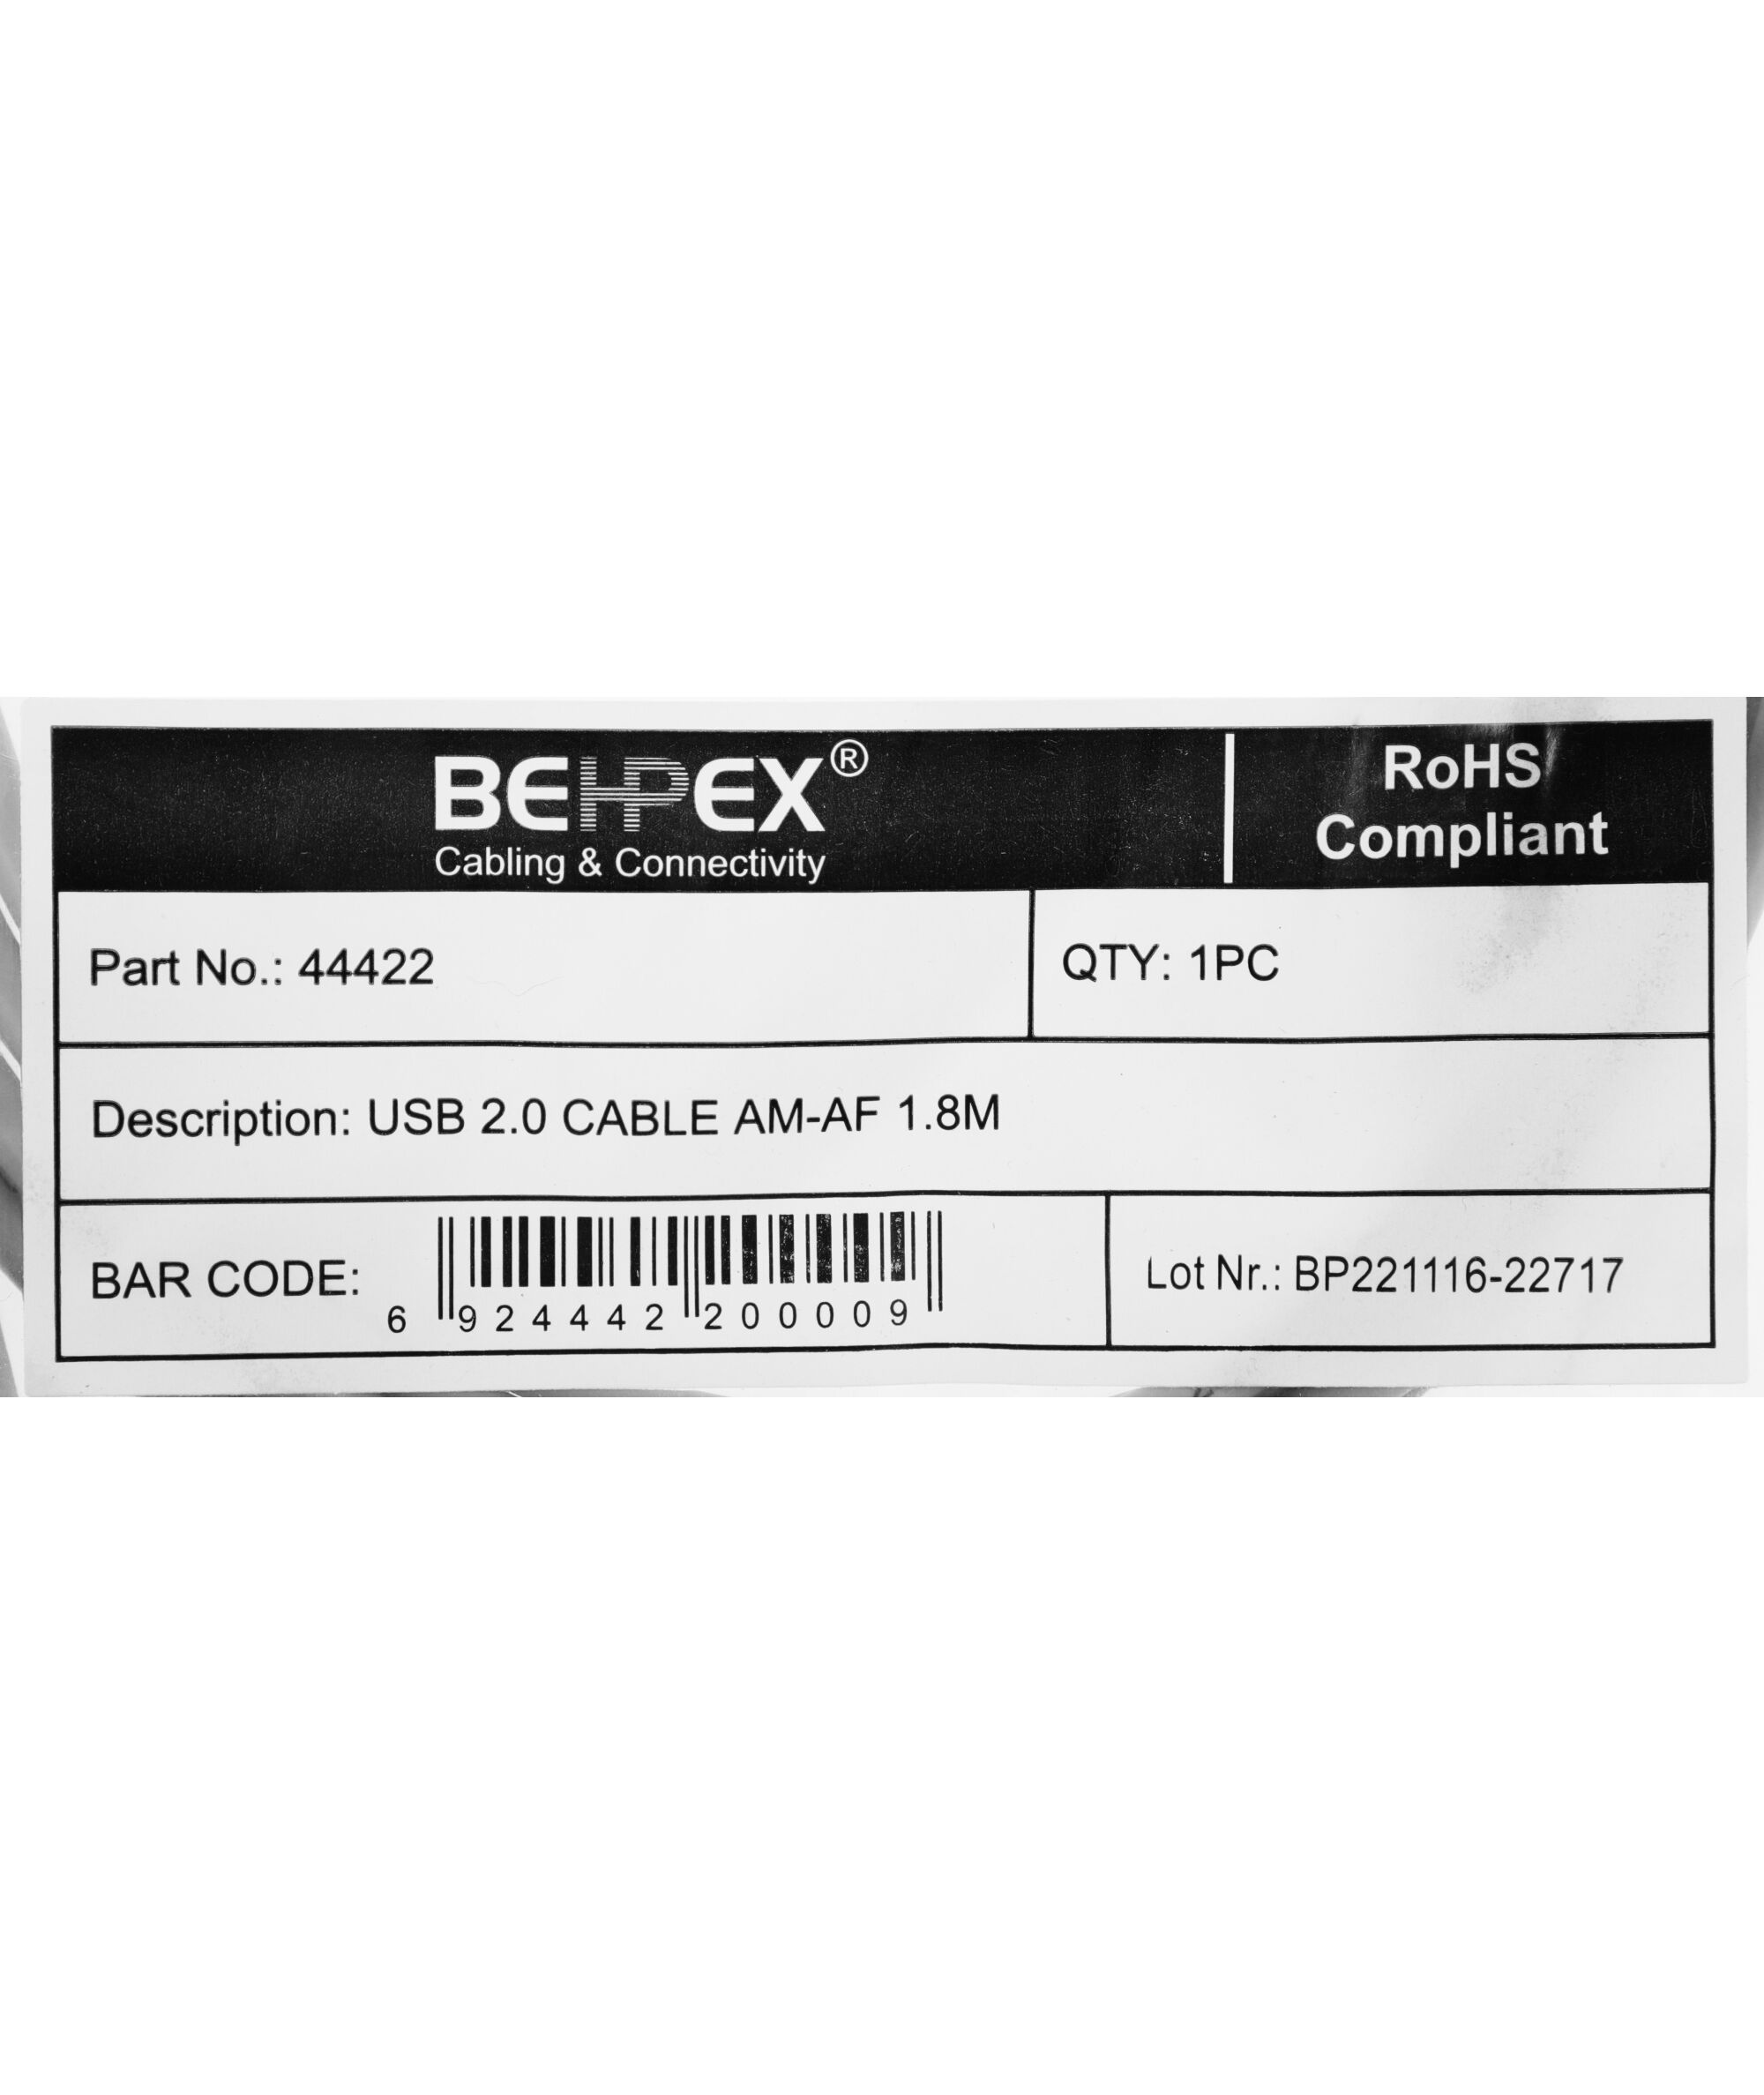 BEHPEX®
Cabling & Connectivity
RoHS
Compliant
Part No.: 44422
QTY: 1PC
Description: USB 2.0 CABLE AM-AF 1.8M
BAR CODE:
6 924442 200009
Lot Nr.: BP221116-22717